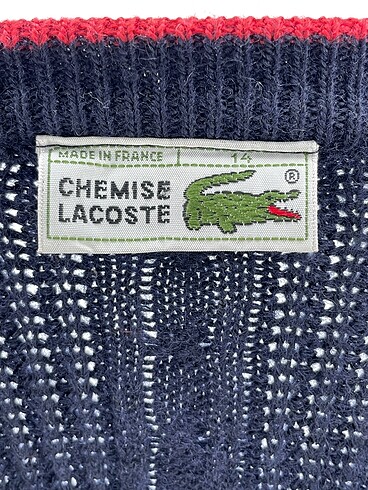 MADE IN FRANCE 14
CHEMISE ®
LACOSTE